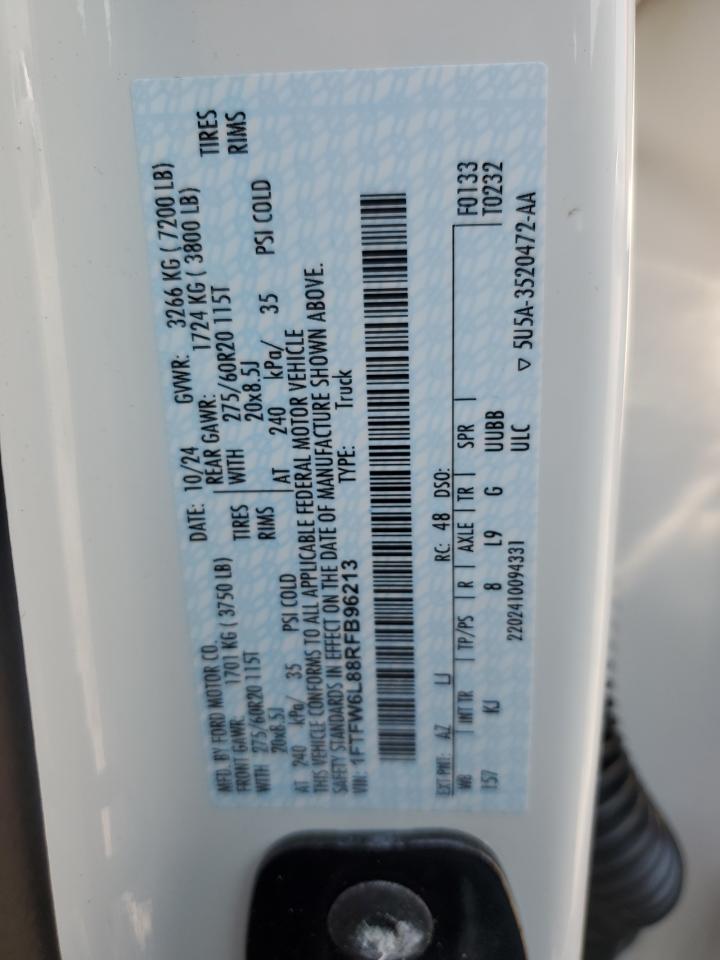 MFD. BY FORD MOTOR CO.
DATE: 10/24 GVWR: 3266 KG ( 7200 LB)
FRONT GAWR: 1701 KG ( 3750 LB) REAR GAWR: 1724 KG ( 3800 LB)
WITH 275/60R20 115T TIRES WITH 275/60R20 115T TIRES
20x8.5J RIMS 20x8.5J RIMS
AT 240 kPa/ 35 PSI COLD AT 240 kPa/ 35 PSI COLD
THIS VEHICLE CONFORMS TO ALL APPLICABLE FEDERAL MOTOR VEHICLE
SAFETY STANDARDS IN EFFECT ON THE DATE OF MANUFACTURE SHOWN ABOVE.
VIN: 1FTFW6L88RFB96213 TYPE: Truck
EXT PNT: AZ LJ RC: 48 DSO: F0133
WB INT TR TP/PS R AXLE TR SPR T0232
157 KJ 8 L9 G UUBB
2202410094331 ULC ▽ 5U5A-3520472-AA